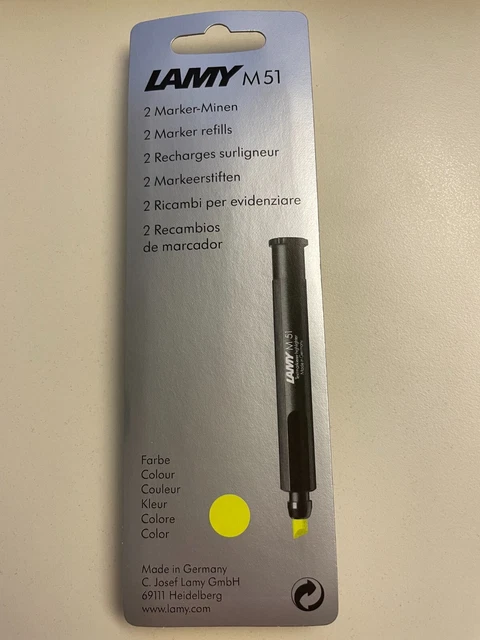 LAMY M 51
2 Marker-Minen
2 Marker refills
2 Recharges surligneur
2 Markeerstiften
2 Ricambi per evidenziare
2 Recambios
de marcador
LAMY M 51
Farbe
Colour
Couleur
Kleur
Colore
Color
Made in Germany
C. Josef Lamy GmbH
69111 Heidelberg
www.lamy.com